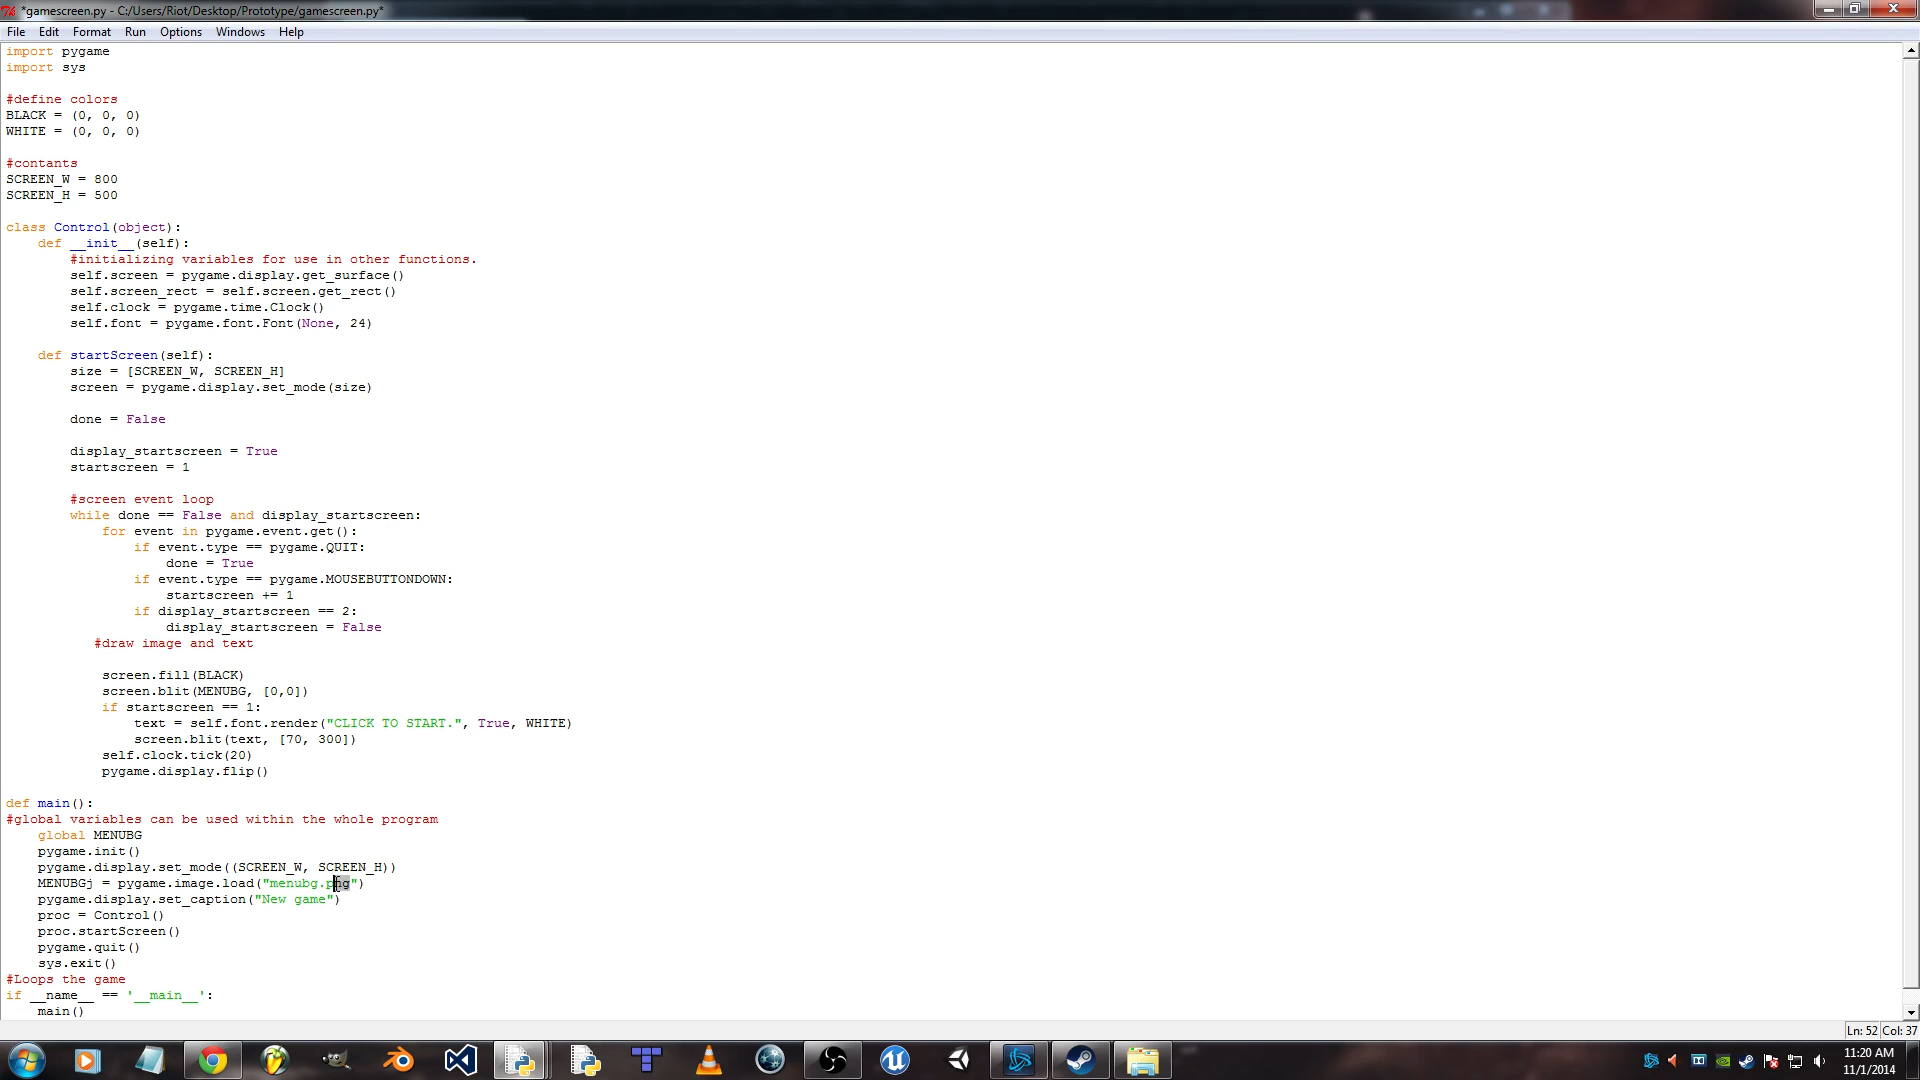 *gamescreen.py - C:/Users/Riot/Desktop/Prototype/gamescreen.py*
File Edit Format Run Options Windows Help
import pygame
import sys
#define colors
BLACK = (0, 0, 0)
WHITE = (0, 0, 0)
#contants
SCREEN_W = 800
SCREEN_H = 500
class Control(object):
    def __init__(self):
        #initializing variables for use in other functions.
        self.screen = pygame.display.get_surface()
        self.screen_rect = self.screen.get_rect()
        self.clock = pygame.time.Clock()
        self.font = pygame.font.Font(None, 24)
    def startScreen(self):
        size = [SCREEN_W, SCREEN_H]
        screen = pygame.display.set_mode(size)
        done = False
        display_startscreen = True
        startscreen = 1
        #screen event loop
        while done == False and display_startscreen:
            for event in pygame.event.get():
                if event.type == pygame.QUIT:
                    done = True
                if event.type == pygame.MOUSEBUTTONDOWN:
                    startscreen += 1
                if display_startscreen == 2:
                    display_startscreen = False
           #draw image and text
            screen.fill(BLACK)
            screen.blit(MENUBG, [0,0])
            if startscreen == 1:
                text = self.font.render("CLICK TO START.", True, WHITE)
                screen.blit(text, [70, 300])
            self.clock.tick(20)
            pygame.display.flip()
def main():
#global variables can be used within the whole program
    global MENUBG
    pygame.init()
    pygame.display.set_mode((SCREEN_W, SCREEN_H))
    MENUBGj = pygame.image.load("menubg.png")
    pygame.display.set_caption("New game")
    proc = Control()
    proc.startScreen()
    pygame.quit()
    sys.exit()
#Loops the game
if __name__ == '__main__':
    main()
Ln: 52 Col: 37
11:20 AM
11/1/2014